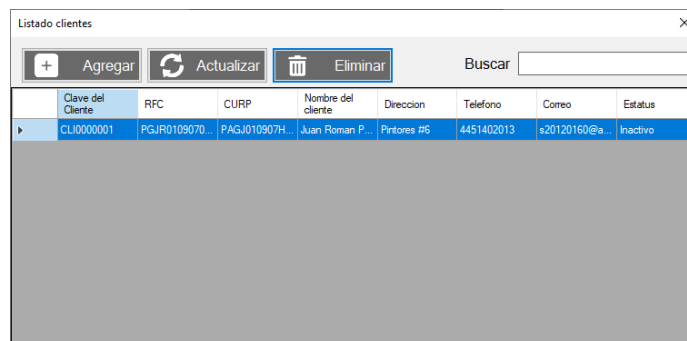 Listado clientes
Agregar Actualizar Eliminar Buscar
Clave del Cliente RFC CURP Nombre del cliente Direccion Telefono Correo Estatus
CLI0000001 PGJR0109070... PAGJ010907H... Juan Roman P... Pintores #6 4451402013 s20120160@a... Inactivo